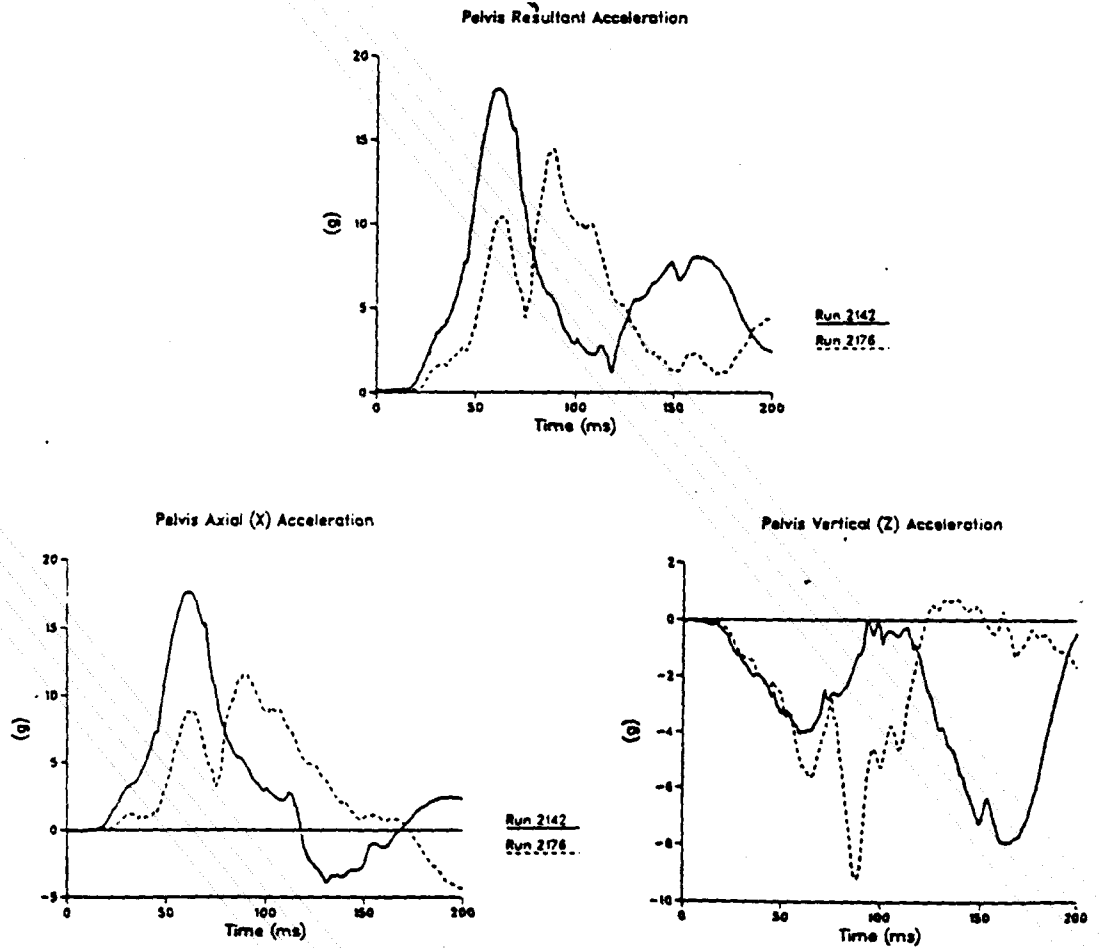 Pelvis Resultant Acceleration
20
15
10
5
0
(g)
0 50 100 150 200
Time (ms)
Run 2142
Run 2176
Pelvis Axial (X) Acceleration
20
15
10
5
0
-5
(g)
0 50 100 150 200
Time (ms)
Run 2142
Run 2176
Pelvis Vertical (Z) Acceleration
2
0
-2
-4
-6
-8
-10
(g)
0 50 100 150 200
Time (ms)